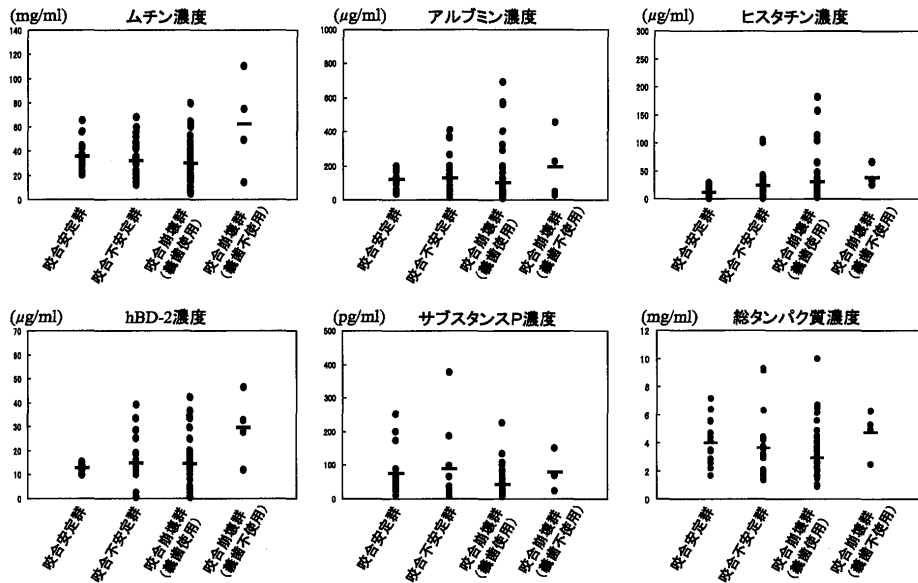 (mg/ml)
ムチン濃度
140
120
100
80
60
40
20
0
咬合安定群
咬合不安定群
咬合崩壊群
(義歯使用)
咬合崩壊群
(義歯不使用)
(µg/ml)
アルブミン濃度
1000
800
600
400
200
0
咬合安定群
咬合不安定群
咬合崩壊群
(義歯使用)
咬合崩壊群
(義歯不使用)
(µg/ml)
ヒスタチン濃度
300
250
200
150
100
50
0
咬合安定群
咬合不安定群
咬合崩壊群
(義歯使用)
咬合崩壊群
(義歯不使用)
(µg/ml)
hBD-2濃度
70
60
50
40
30
20
10
0
咬合安定群
咬合不安定群
咬合崩壊群
(義歯使用)
咬合崩壊群
(義歯不使用)
(pg/ml)
サブスタンスP濃度
500
400
300
200
100
0
咬合安定群
咬合不安定群
咬合崩壊群
(義歯使用)
咬合崩壊群
(義歯不使用)
(mg/ml)
総タンパク質濃度
12
10
8
6
4
2
0
咬合安定群
咬合不安定群
咬合崩壊群
(義歯使用)
咬合崩壊群
(義歯不使用)